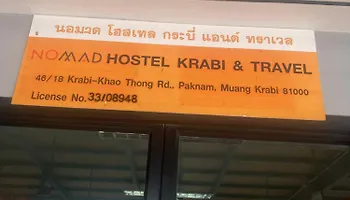 นอมาด โฮสเทล กระบี่ แอนด์ ทราเวล
NOMAD HOSTEL KRABI & TRAVEL
46/18 Krabi-Khao Thong Rd., Paknam, Muang Krabi 81000
License No. 33/08948